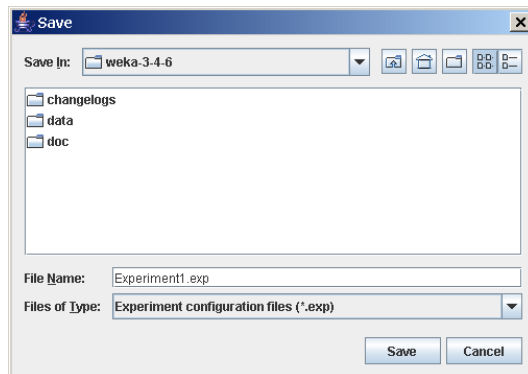 Save
Save In: weka-3-4-6
changelogs
data
doc
File Name: Experiment1.exp
Files of Type: Experiment configuration files (*.exp)
Save Cancel